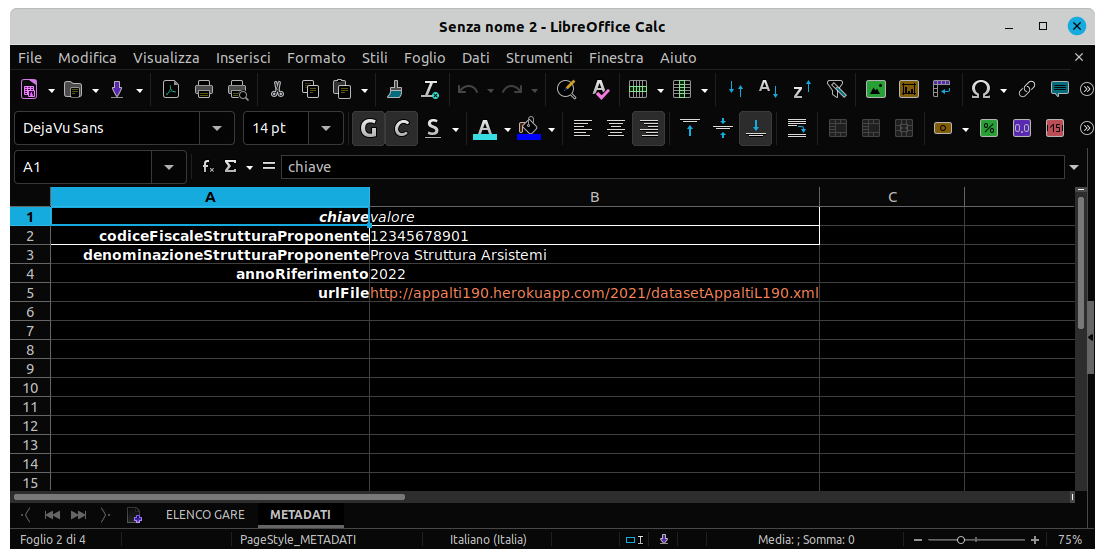 Senza nome 2 - LibreOffice Calc
File Modifica Visualizza Inserisci Formato Stili Foglio Dati Strumenti Finestra Aiuto
DejaVu Sans 14 pt G C S A
A1 fx Σ = chiave
A B C
1 chiave valore
2 codiceFiscaleStrutturaProponente 12345678901
3 denominazioneStrutturaProponente Prova Struttura Arsistemi
4 annoRiferimento 2022
5 urlFile http://appalti190.herokuapp.com/2021/datasetAppaltiL190.xml
6
7
8
9
10
11
12
13
14
15
ELENCO GARE METADATI
Foglio 2 di 4 PageStyle_METADATI Italiano (Italia) Media: ; Somma: 0 75%